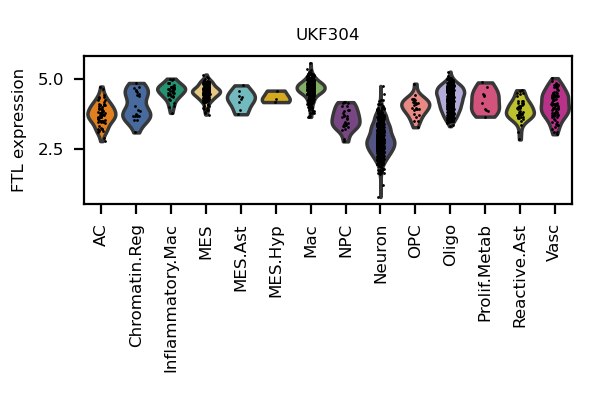 UKF304
FTL expression
5.0
2.5
AC
Chromatin.Reg
Inflammatory.Mac
MES
MES.Ast
MES.Hyp
Mac
NPC
Neuron
OPC
Oligo
Prolif.Metab
Reactive.Ast
Vasc